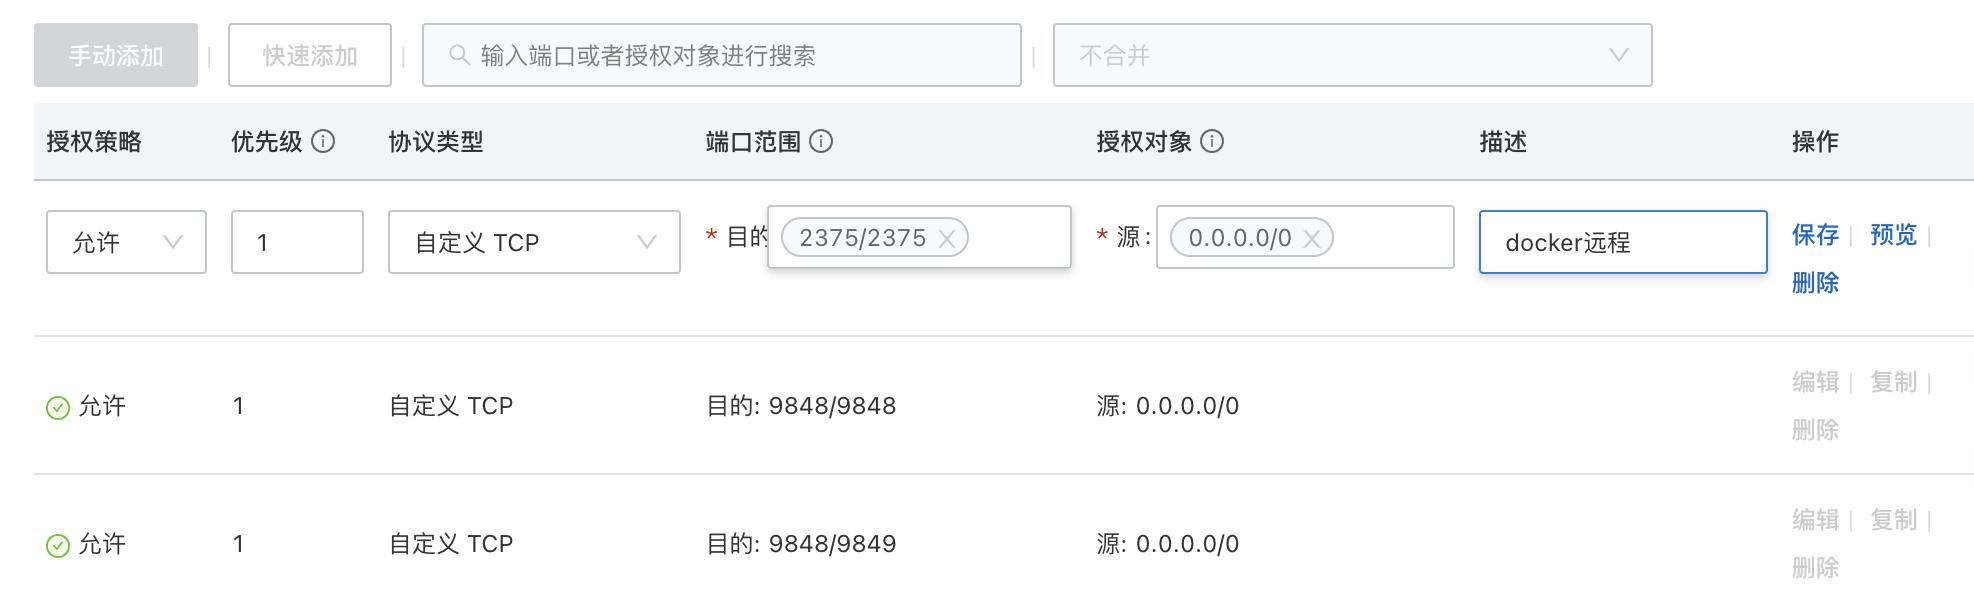 手动添加 快速添加 输入端口或者授权对象进行搜索 不合并
授权策略 优先级 协议类型 端口范围 授权对象 描述 操作
允许 1 自定义 TCP * 目的 2375/2375 * 源: 0.0.0.0/0 docker远程 保存 预览
删除
允许 1 自定义 TCP 目的: 9848/9848 源: 0.0.0.0/0 编辑 复制
删除
允许 1 自定义 TCP 目的: 9848/9849 源: 0.0.0.0/0 编辑 复制
删除